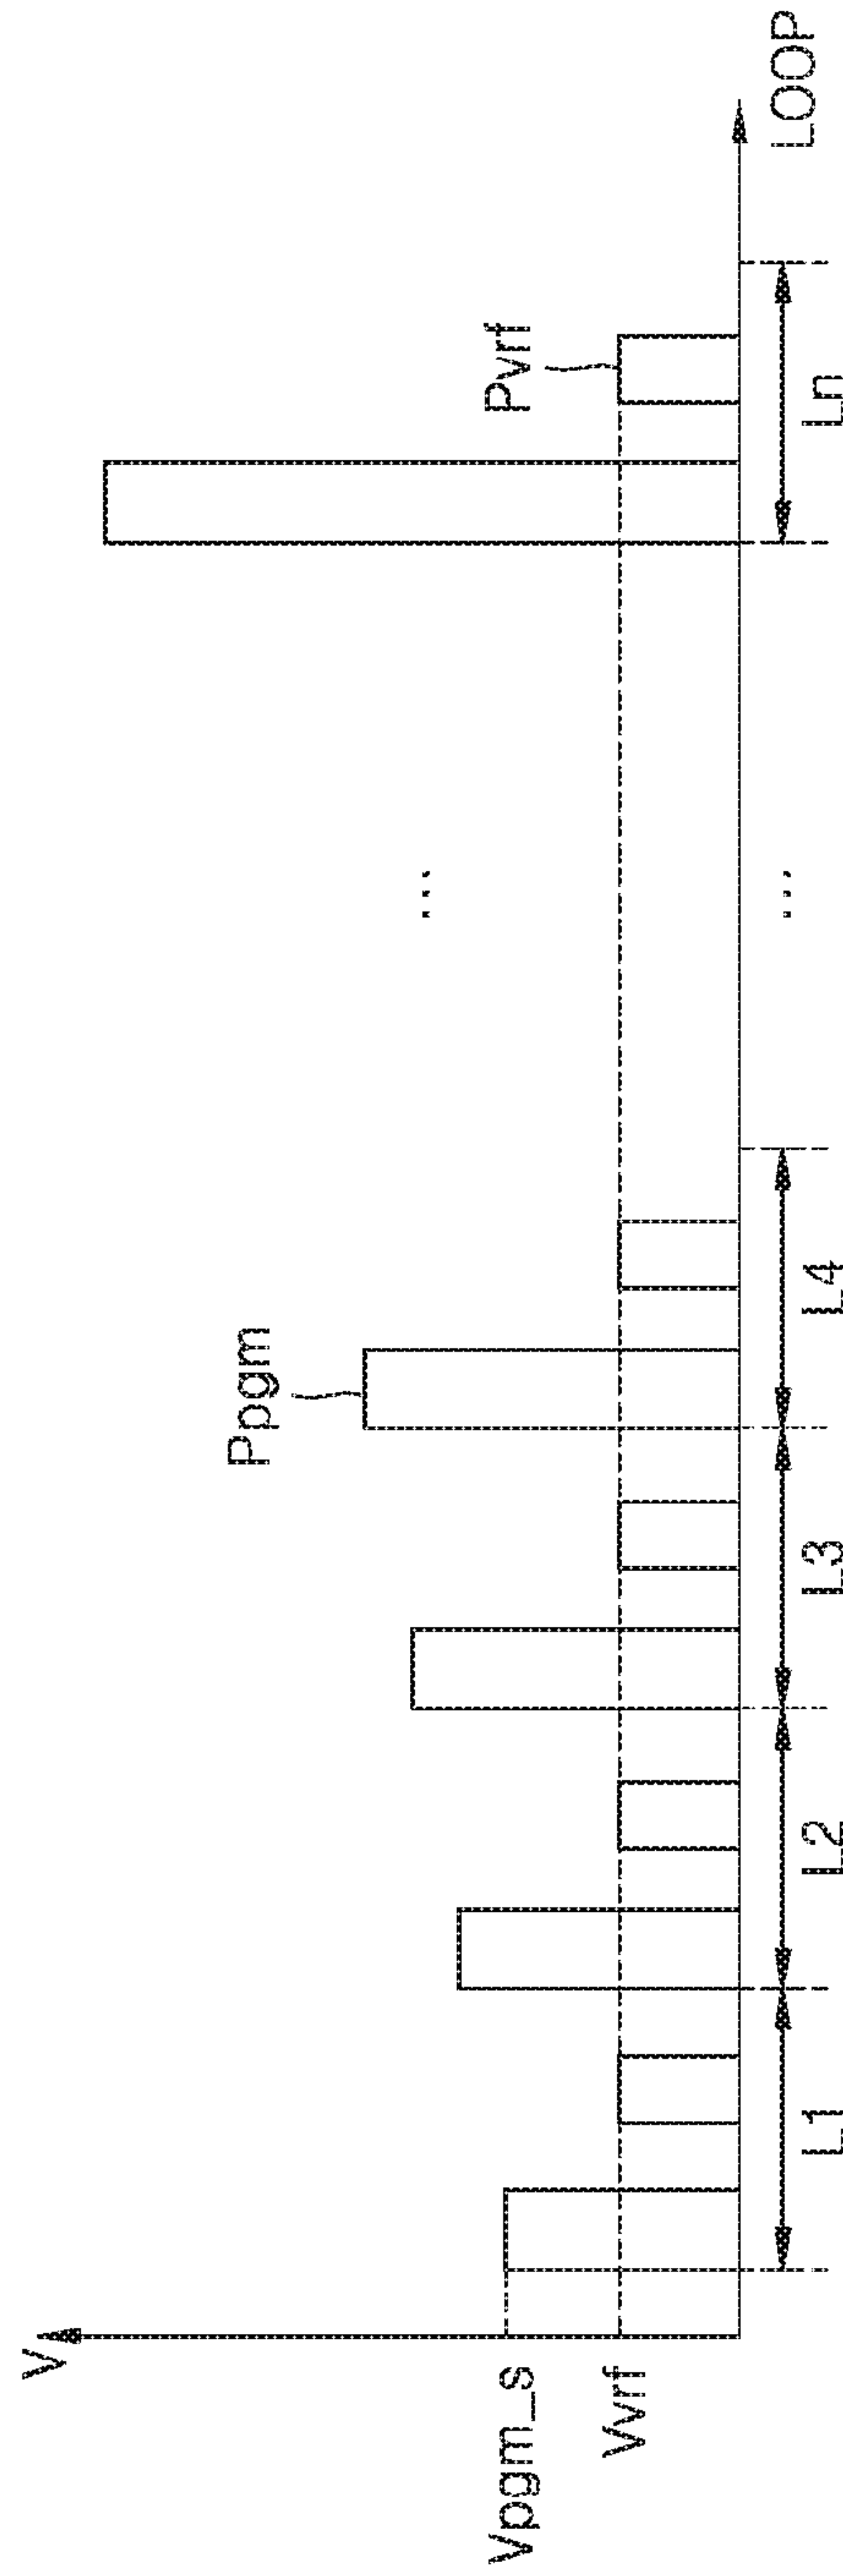 V
Vpgm_s
Vvrf
Ppgm
Pvrf
...
LOOP
L1
L2
L3
L4
...
Ln